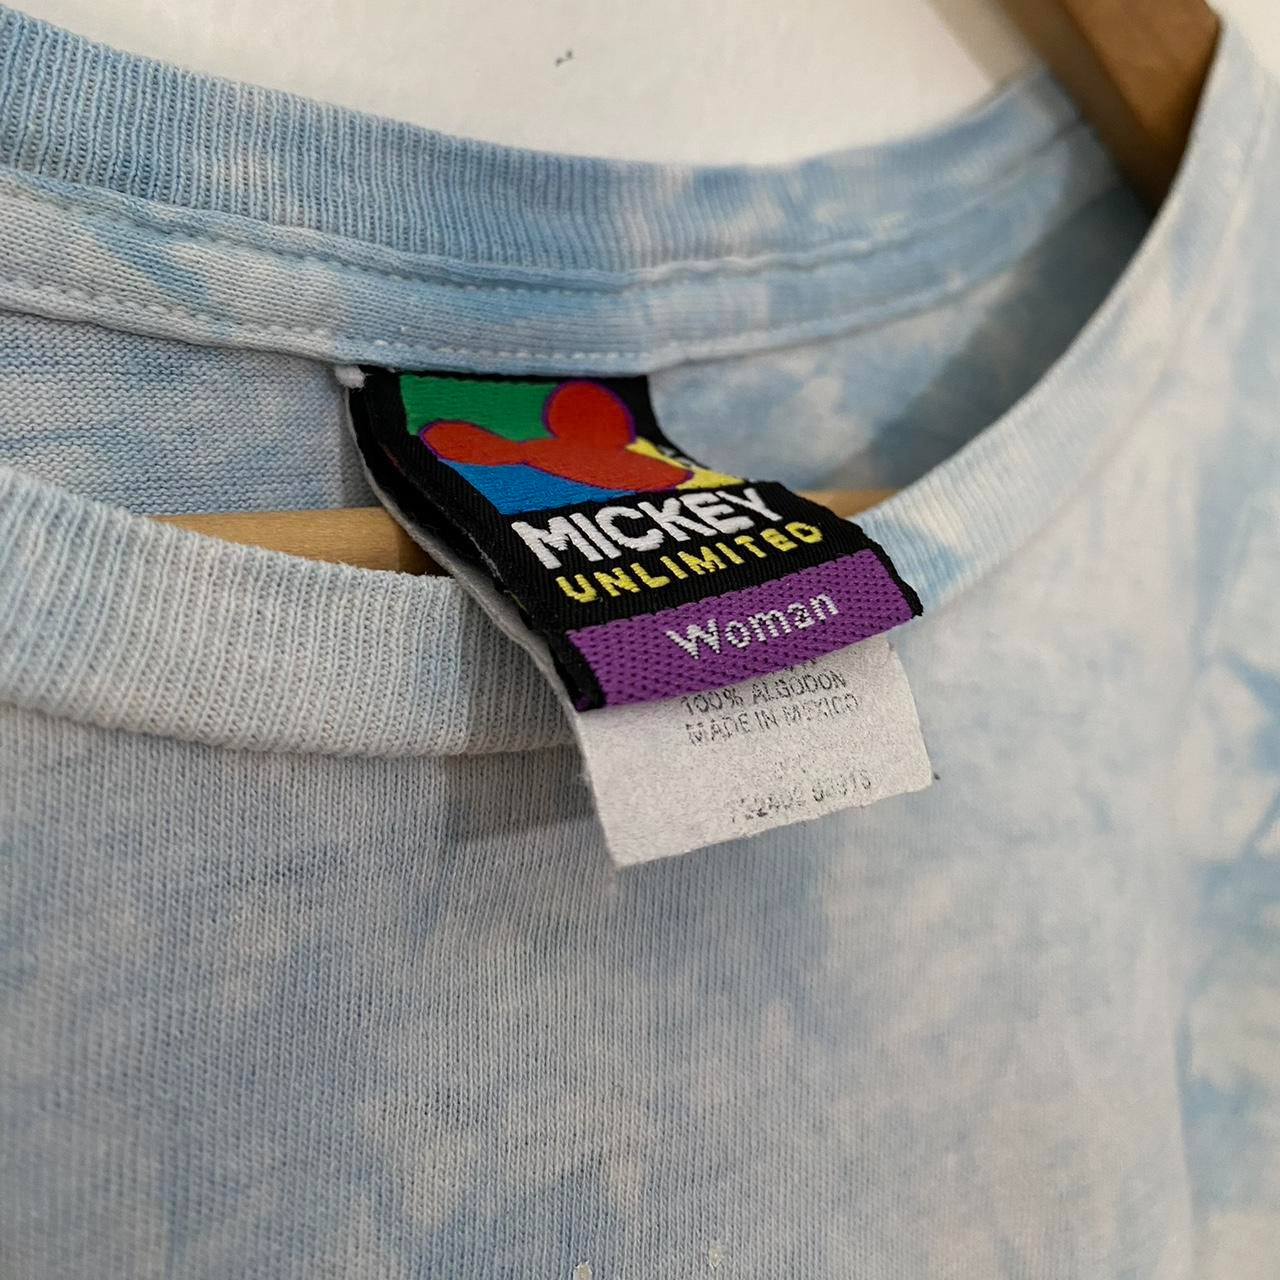 MICKEY
UNLIMITED
Woman
100% ALGODON
MADE IN MEXICO